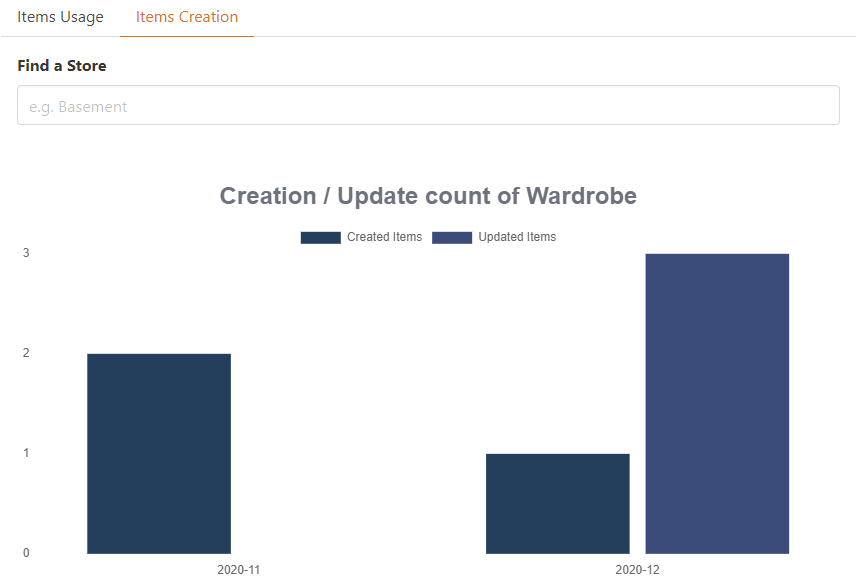 Items Usage Items Creation
Find a Store
e.g. Basement
Creation / Update count of Wardrobe
Created Items Updated Items
3
2
1
0
2020-11 2020-12